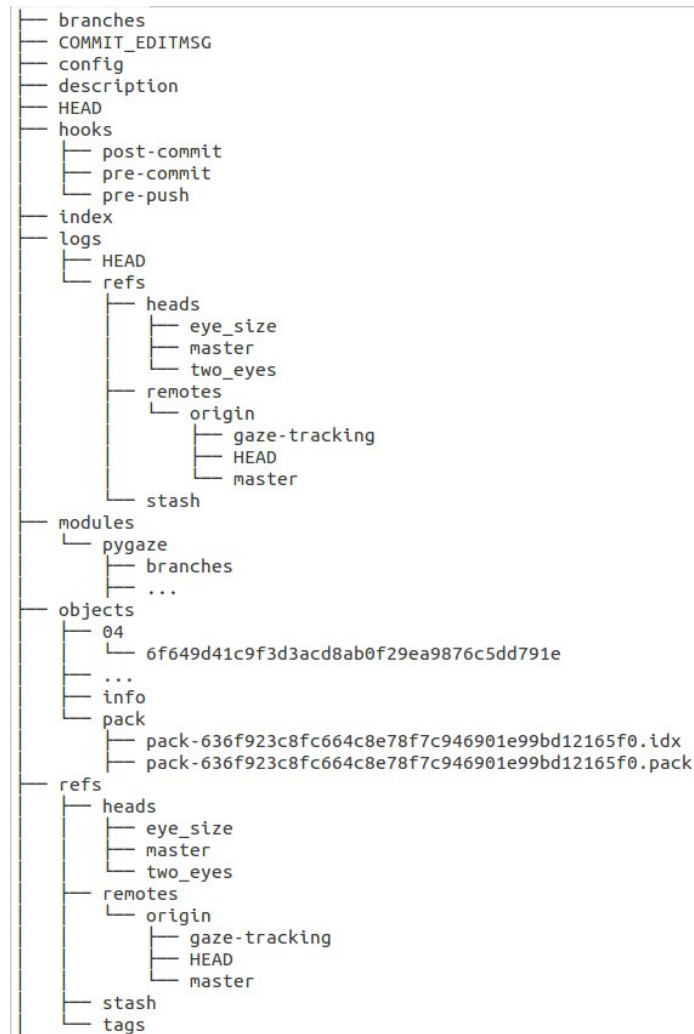 ├── branches
├── COMMIT_EDITMSG
├── config
├── description
├── HEAD
├── hooks
│   ├── post-commit
│   ├── pre-commit
│   └── pre-push
├── index
├── logs
│   ├── HEAD
│   └── refs
│       ├── heads
│       │   ├── eye_size
│       │   ├── master
│       │   └── two_eyes
│       ├── remotes
│       │   └── origin
│       │       ├── gaze-tracking
│       │       ├── HEAD
│       │       └── master
│       └── stash
├── modules
│   └── pygaze
│       ├── branches
│       ├── ...
├── objects
│   ├── 04
│   │   └── 6f649d41c9f3d3acd8ab0f29ea9876c5dd791e
│   ├── ...
│   ├── info
│   └── pack
│       ├── pack-636f923c8fc664c8e78f7c946901e99bd12165f0.idx
│       ├── pack-636f923c8fc664c8e78f7c946901e99bd12165f0.pack
├── refs
│   ├── heads
│   │   ├── eye_size
│   │   ├── master
│   │   └── two_eyes
│   ├── remotes
│   │   └── origin
│   │       ├── gaze-tracking
│   │       ├── HEAD
│   │       └── master
│   ├── stash
│   └── tags